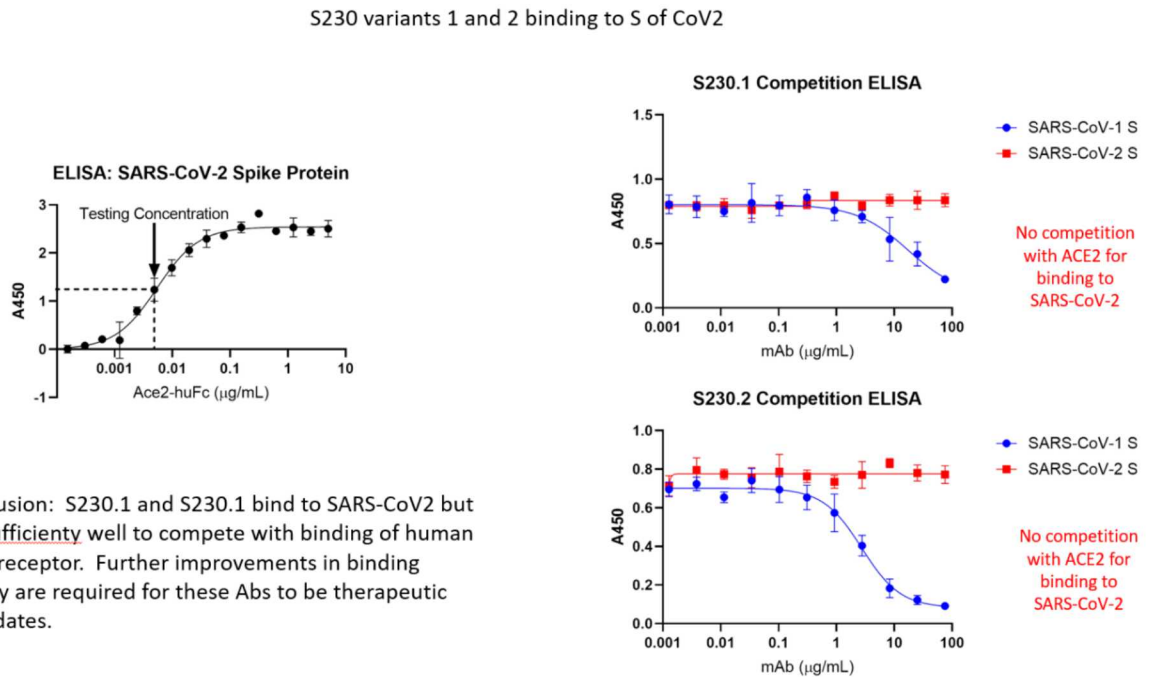 S230 variants 1 and 2 binding to S of CoV2
ELISA: SARS-CoV-2 Spike Protein
Testing Concentration
A450
3
2
1
0
-1
0.001 0.01 0.1 1 10
Ace2-huFc (μg/mL)
S230.1 Competition ELISA
A450
1.5
1.0
0.5
0.0
0.001 0.01 0.1 1 10 100
mAb (μg/mL)
SARS-CoV-1 S
SARS-CoV-2 S
No competition
with ACE2 for
binding to
SARS-CoV-2
S230.2 Competition ELISA
A450
1.0
0.8
0.6
0.4
0.2
0.0
0.001 0.01 0.1 1 10 100
mAb (μg/mL)
SARS-CoV-1 S
SARS-CoV-2 S
No competition
with ACE2 for
binding to
SARS-CoV-2
usion: S230.1 and S230.1 bind to SARS-CoV2 but
ufficienty well to compete with binding of human
receptor. Further improvements in binding
y are required for these Abs to be therapeutic
dates.